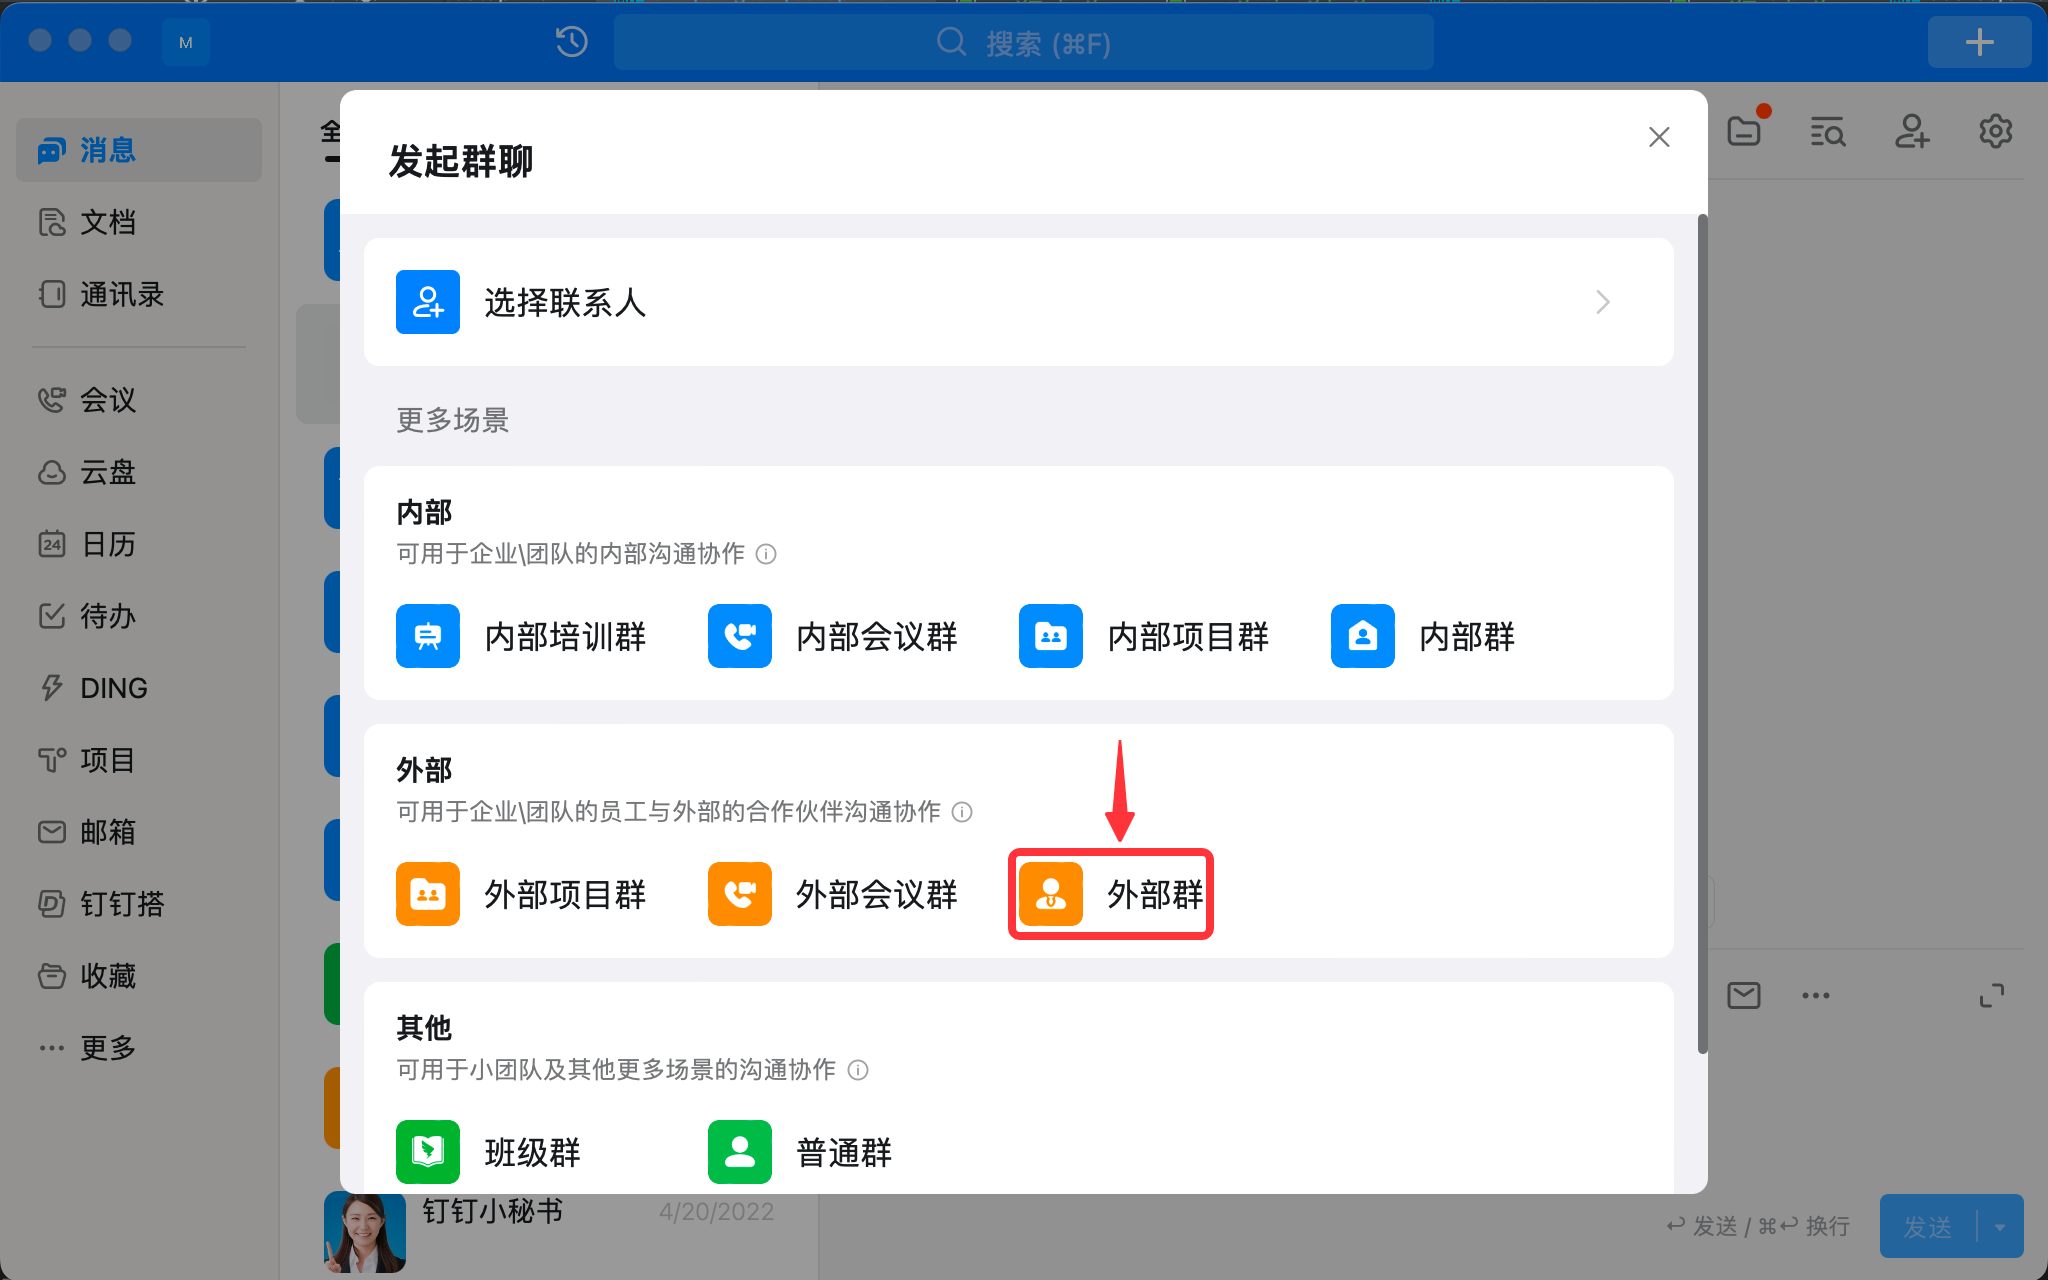 M
搜索 (⌘F)
消息
文档
通讯录
会议
云盘
24
日历
待办
DING
项目
邮箱
钉钉搭
收藏
更多
全
发起群聊
选择联系人
更多场景
内部
可用于企业\团队的内部沟通协作
内部培训群
内部会议群
内部项目群
内部群
外部
可用于企业\团队的员工与外部的合作伙伴沟通协作
外部项目群
外部会议群
外部群
其他
可用于小团队及其他更多场景的沟通协作
班级群
普通群
钉钉小秘书 4/20/2022
↩ 发送 / ⌘↩ 换行
发送